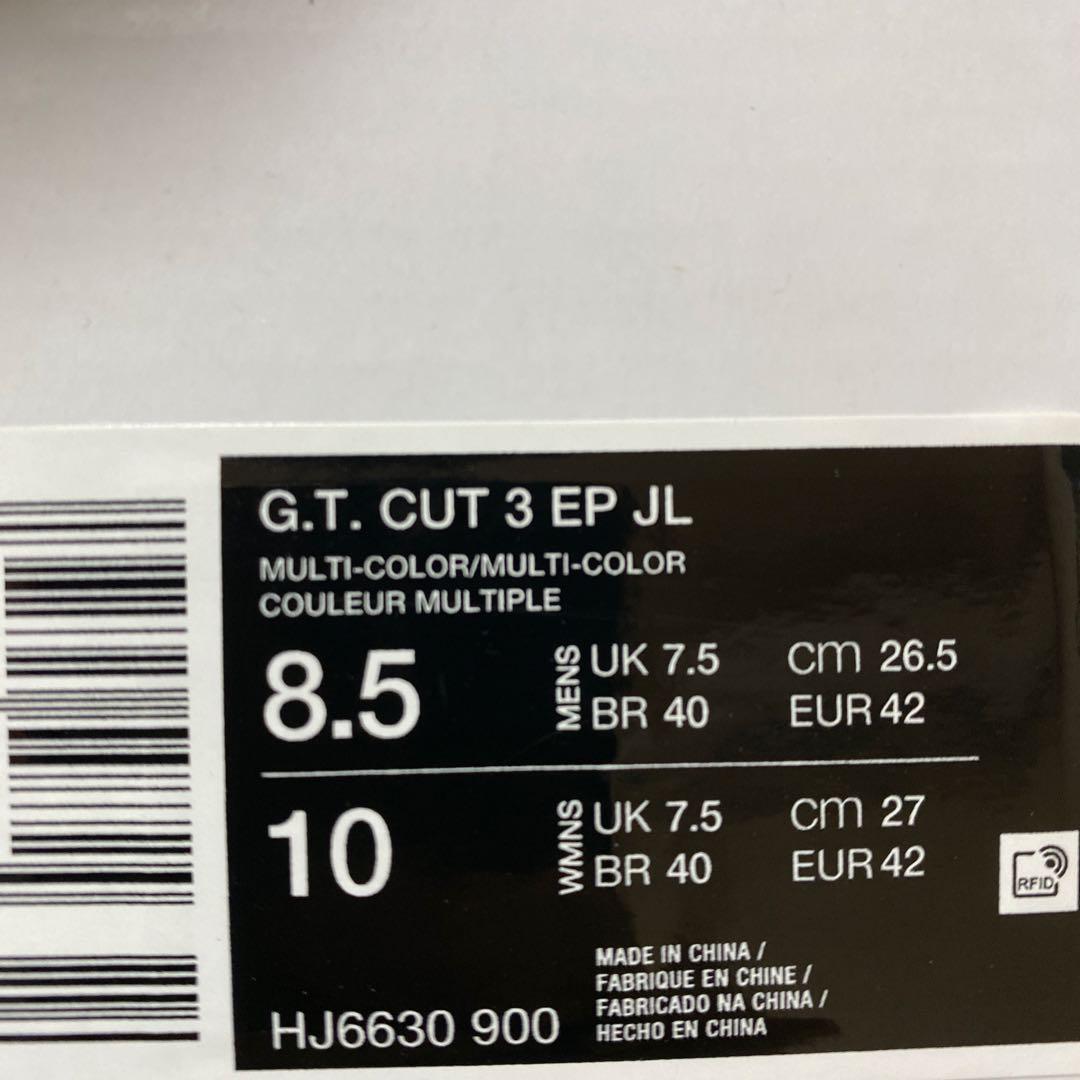 G.T. CUT 3 EP JL
MULTI-COLOR/MULTI-COLOR
COULEUR MULTIPLE
8.5 MENS UK 7.5 cm 26.5
BR 40 EUR 42
10 WMNS UK 7.5 cm 27
BR 40 EUR 42
RFID
MADE IN CHINA /
FABRIQUE EN CHINE /
FABRICADO NA CHINA /
HECHO EN CHINA
HJ6630 900